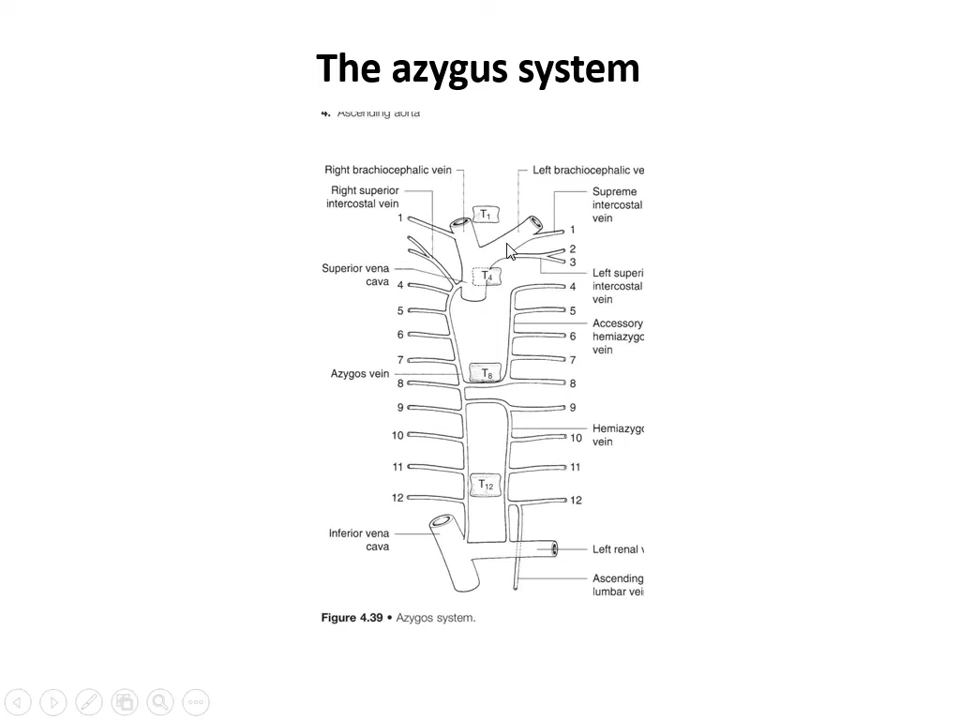 The azygus system
4. Ascending aorta
Right brachiocephalic vein
Left brachiocephalic ve
Right superior
intercostal vein
Supreme
intercostal
vein
T1
1
1
2
3
Superior vena
cava
T4
Left superi
intercostal
vein
4
4
5
5
Accessory
hemiazygo
vein
6
6
7
7
Azygos vein
T8
8
8
9
9
Hemiazygo
vein
10
10
11
11
T12
12
12
Inferior vena
cava
Left renal v
Ascending
lumbar vei
Figure 4.39 • Azygos system.